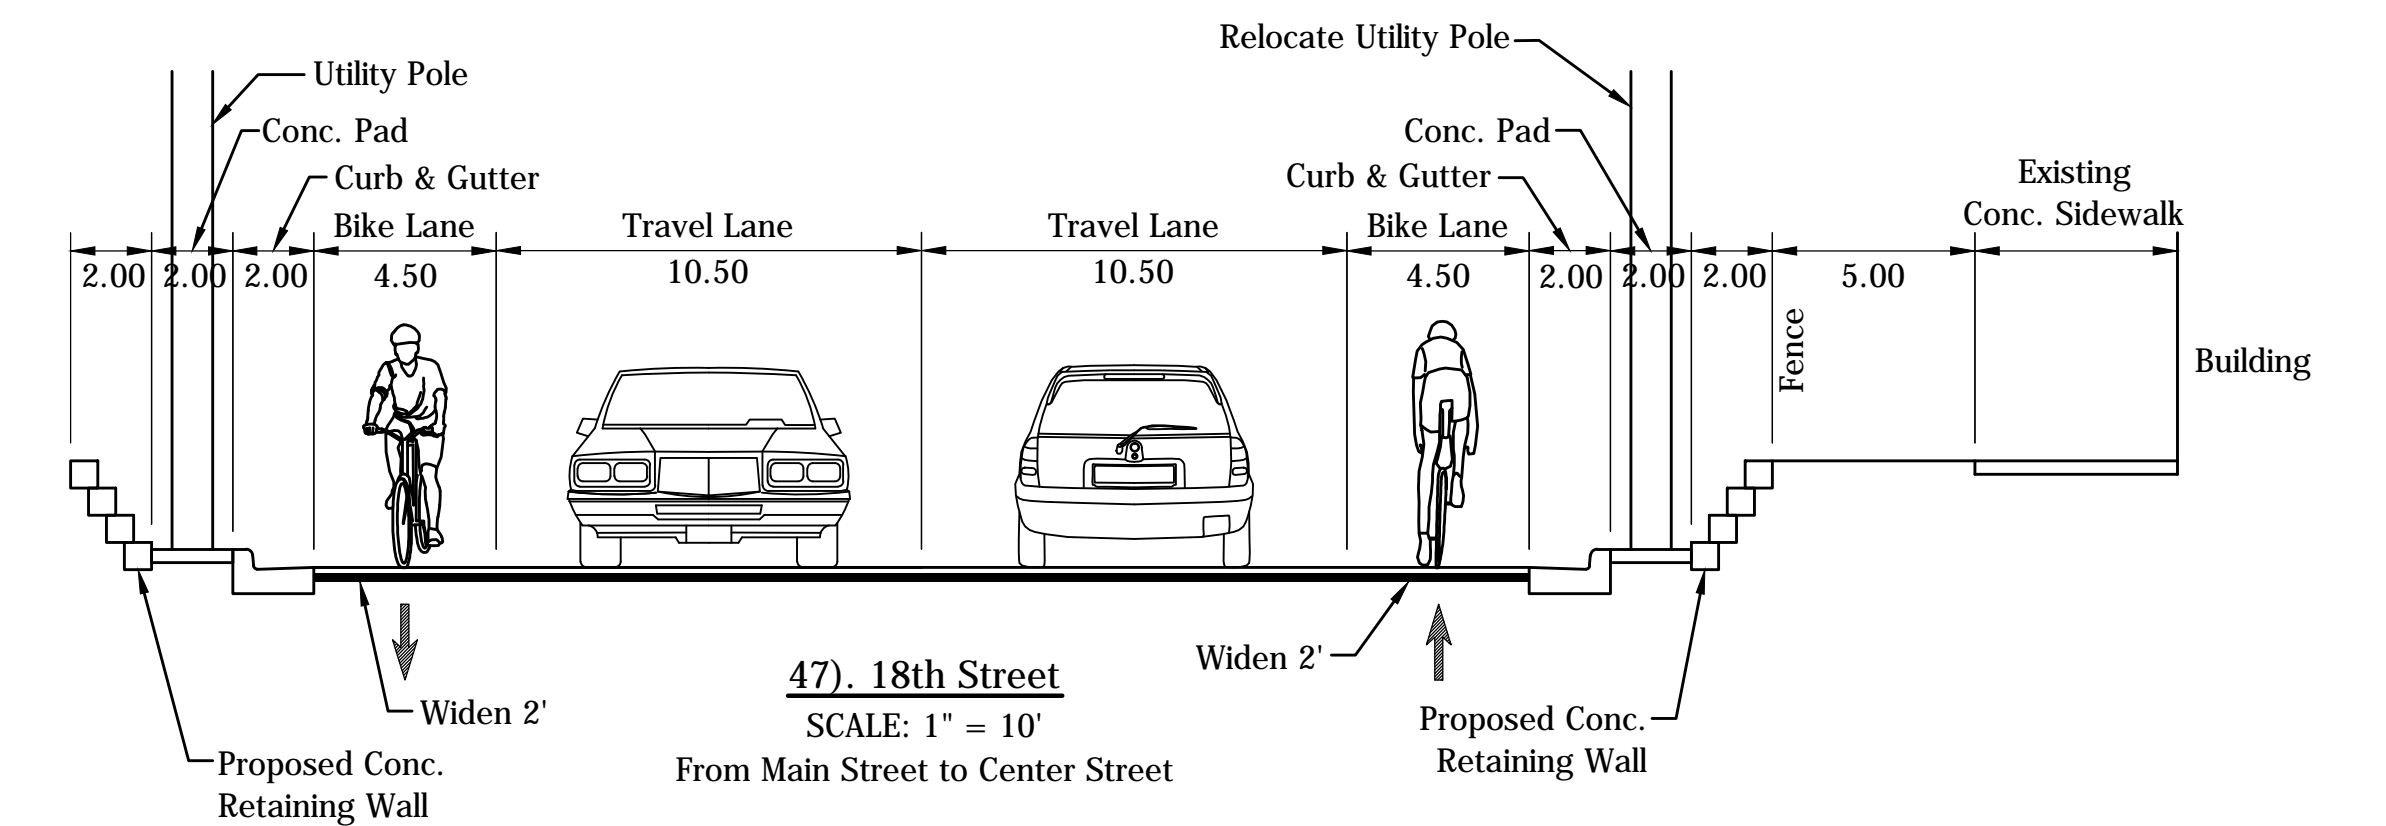 Relocate Utility Pole
Utility Pole
Conc. Pad
Conc. Pad
Curb & Gutter
Curb & Gutter
Existing
Conc. Sidewalk
Bike Lane
Travel Lane
Travel Lane
Bike Lane
2.00 2.00 2.00 4.50 10.50 10.50 4.50 2.00 2.00 2.00 5.00
Fence
Building
Widen 2'
Widen 2'
47). 18th Street
SCALE: 1" = 10'
From Main Street to Center Street
Proposed Conc.
Retaining Wall
Proposed Conc.
Retaining Wall